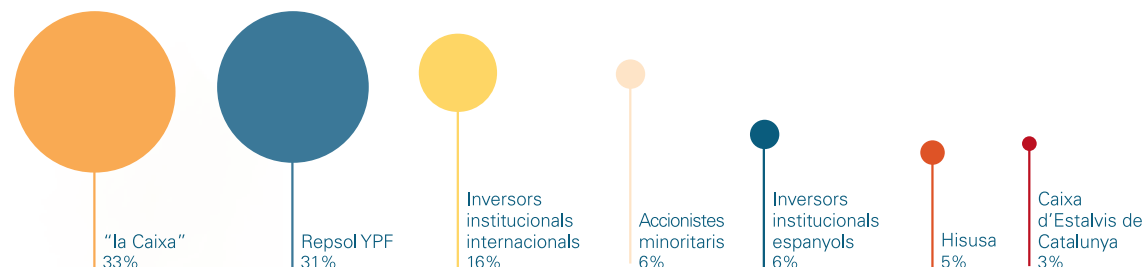 "la Caixa"
33%
Repsol YPF
31%
Inversors
institucionals
internacionals
16%
Accionistes
minoritaris
6%
Inversors
institucionals
espanyols
6%
Hisusa
5%
Caixa
d'Estalvis de
Catalunya
3%